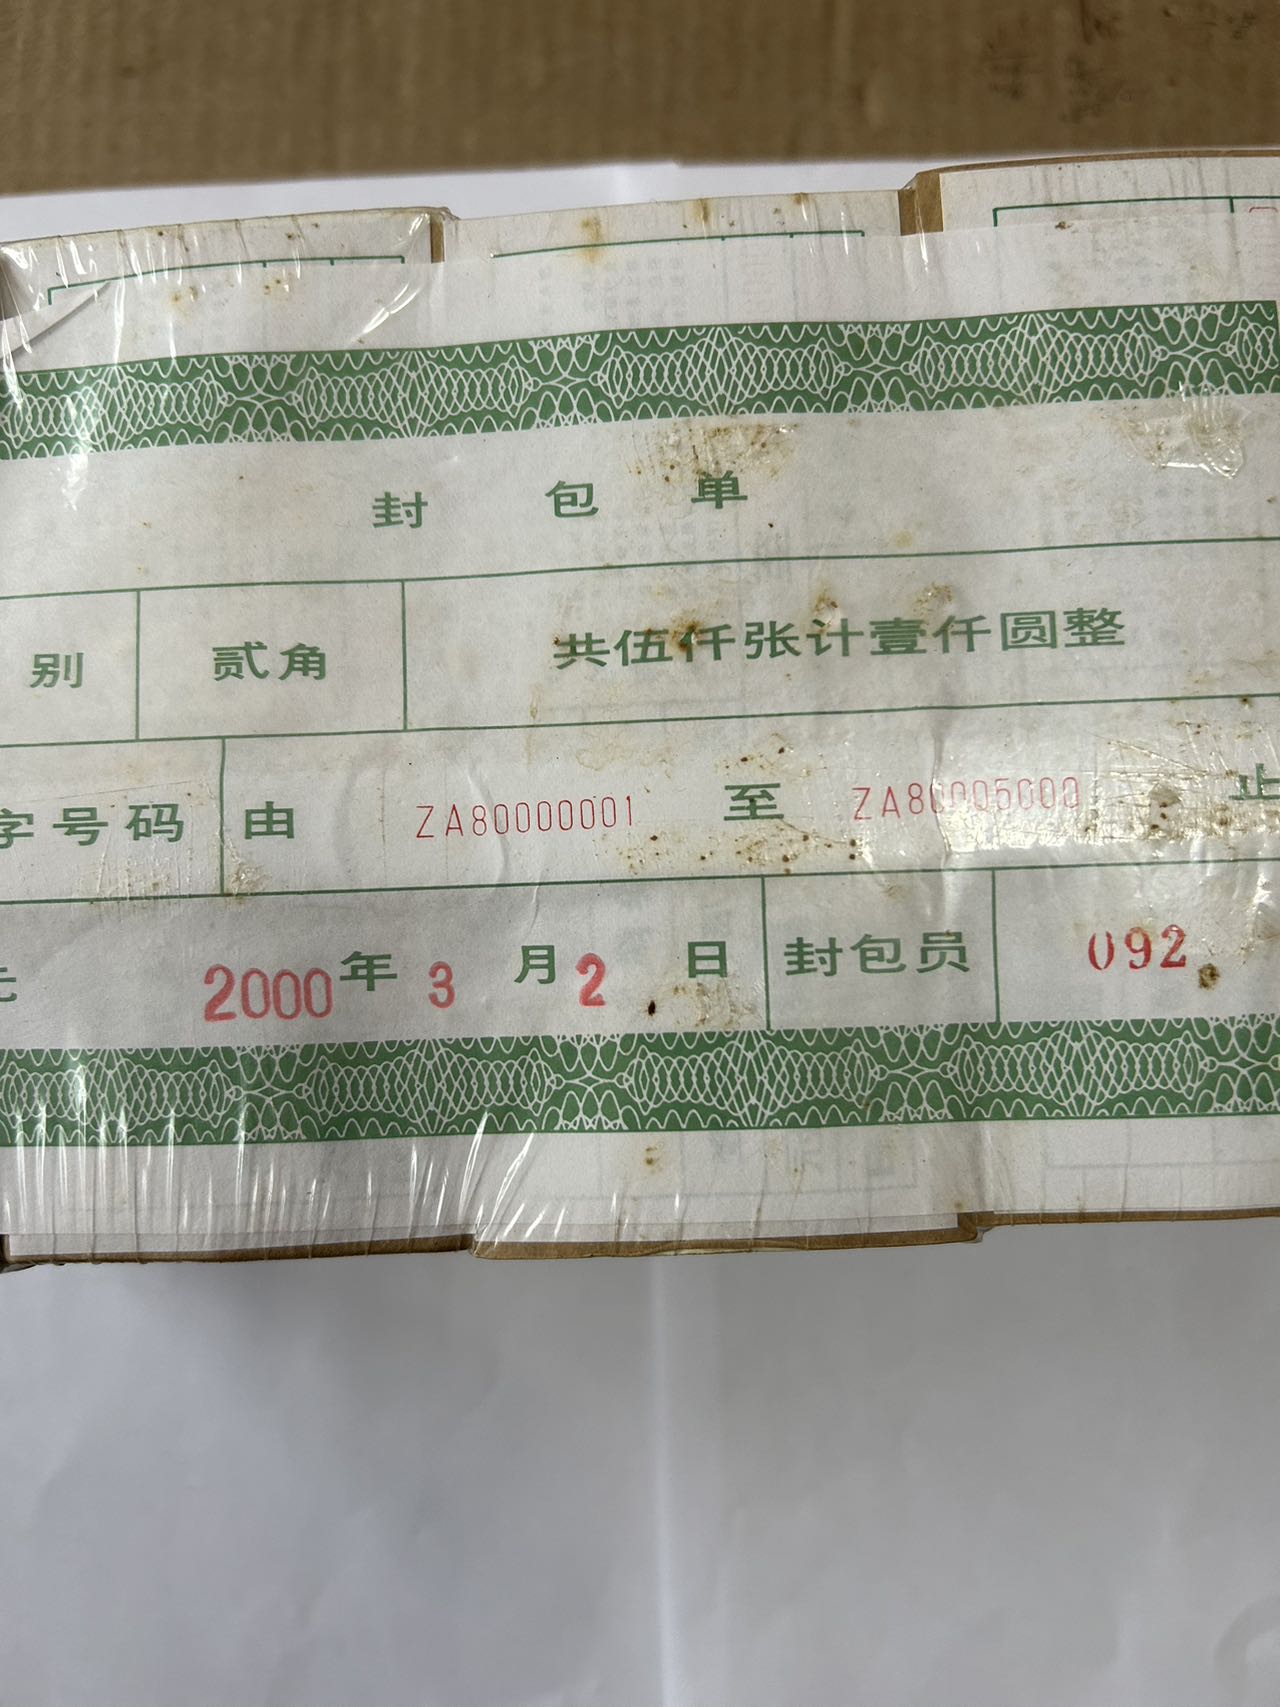 封包单
别 贰角 共伍仟张计壹仟圆整
字号码 由 ZA80000001 至 ZA80005000 止
2000年3月2日 封包员 092